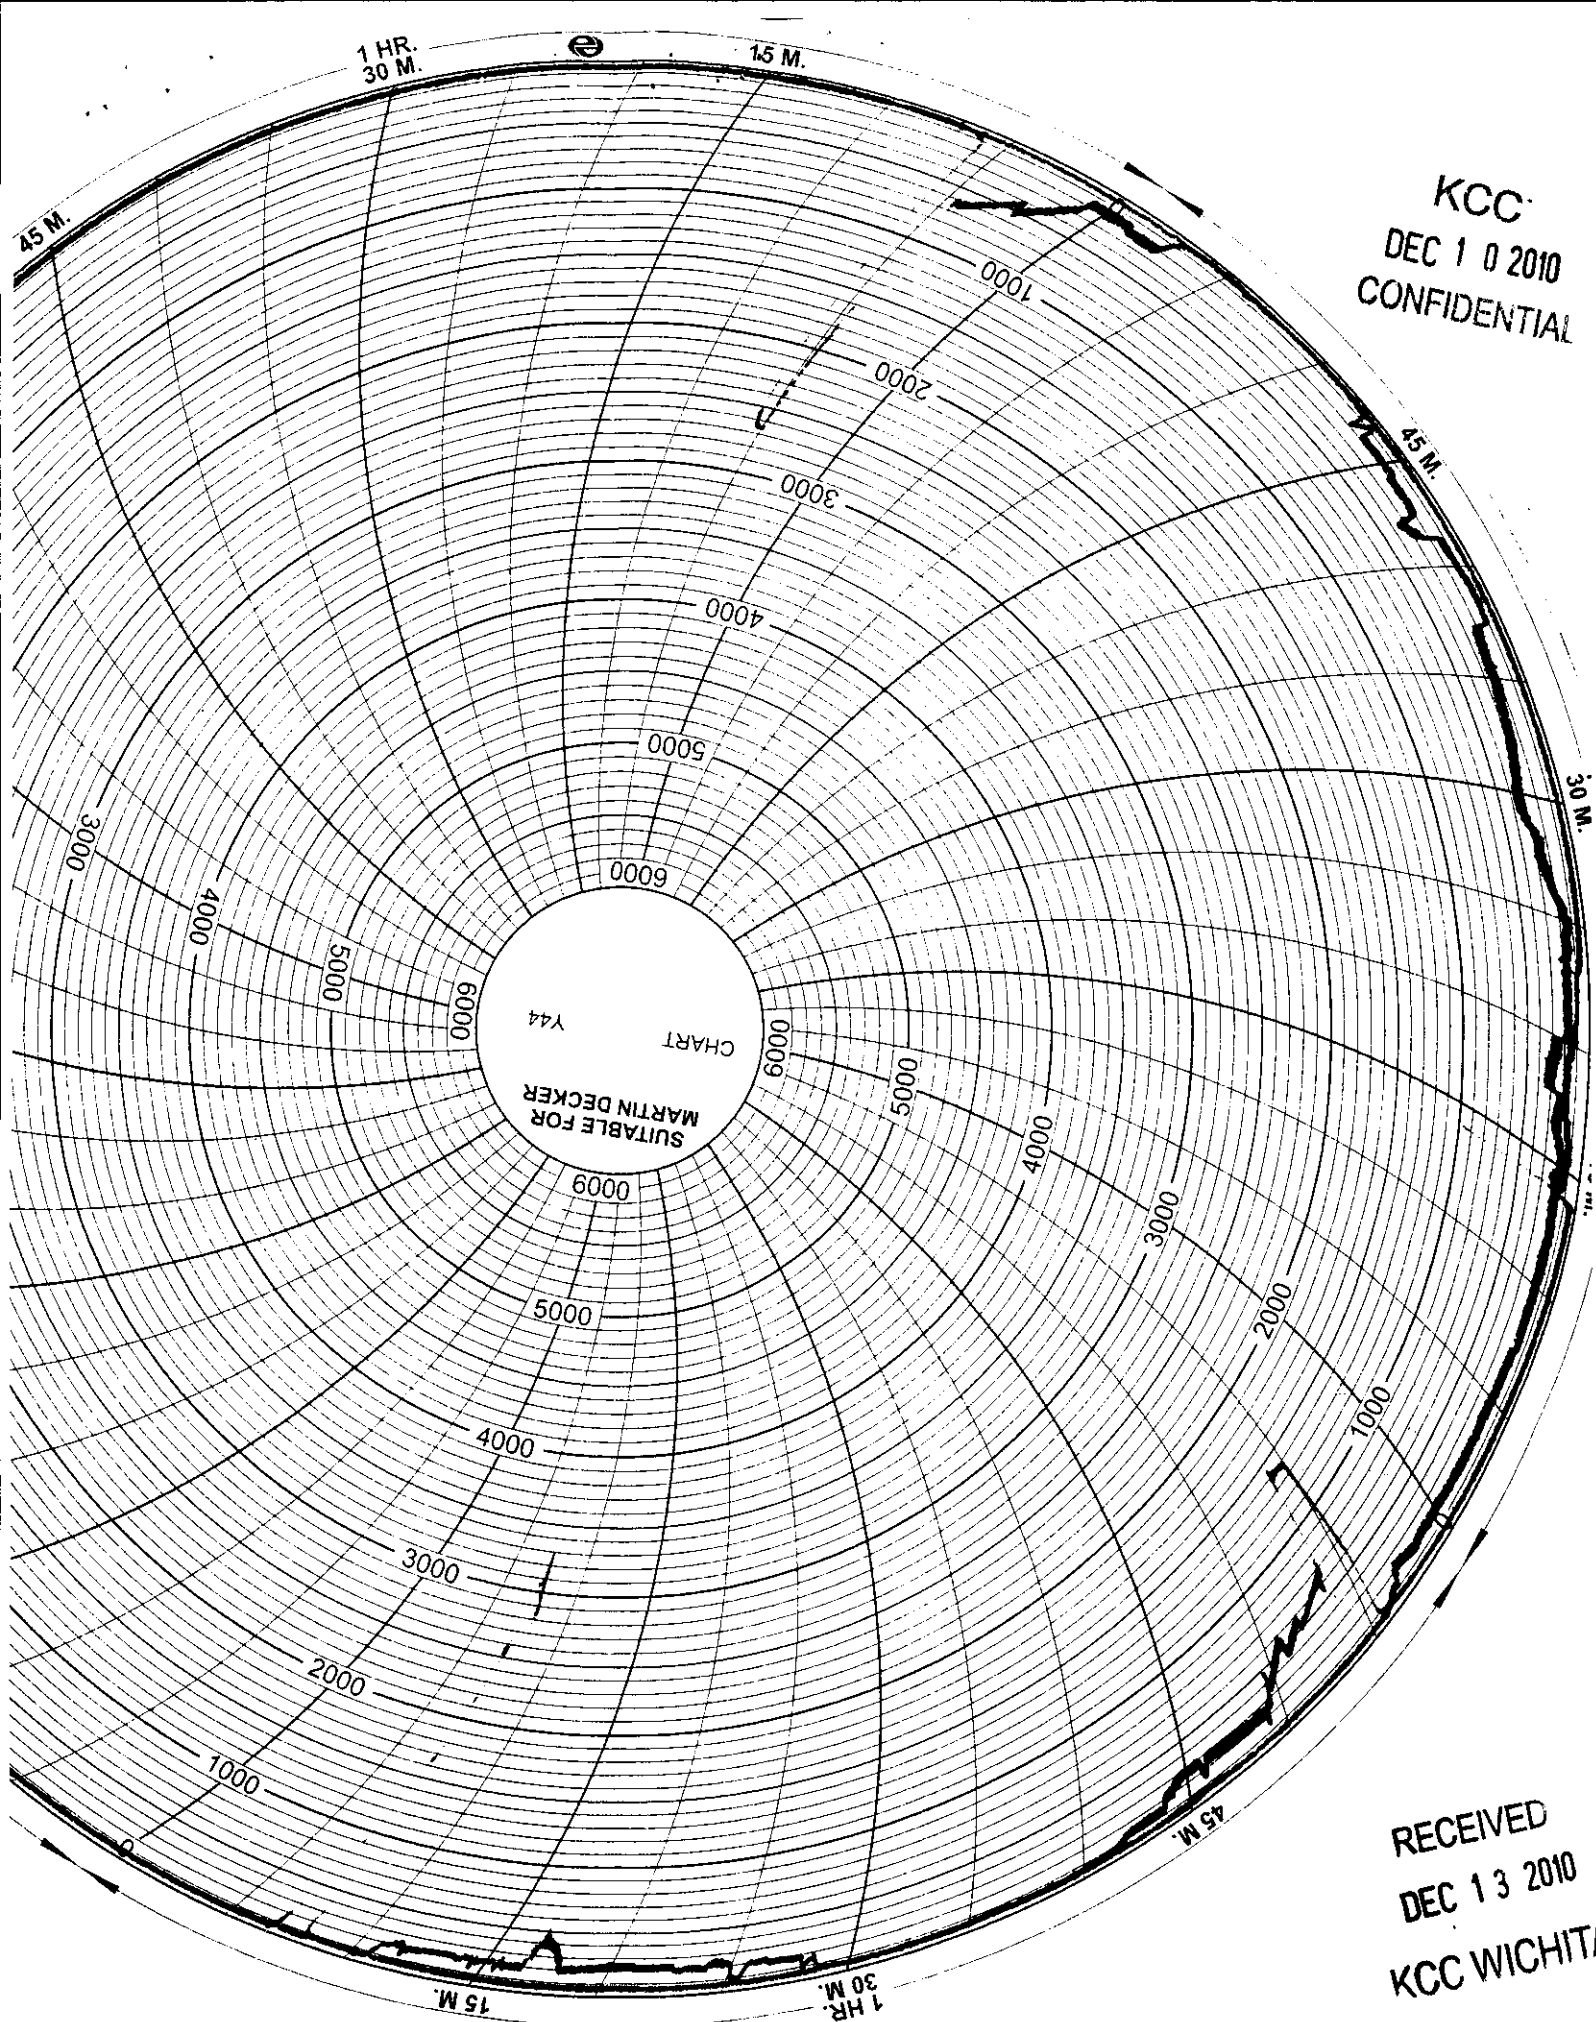 1 HR.
30 M.
15 M.
45 M.
KCC
DEC 1 0 2010
CONFIDENTIAL
0
1000
2000
3000
4000
5000
6000
45 M.
30 M.
3000
4000
5000
6000
Y44
CHART
SUITABLE FOR
MARTIN DECKER
6000
5000
4000
3000
2000
1000
0
6000
5000
4000
3000
2000
1000
0
45 M.
15 M.
1 HR.
30 M.
RECEIVED
DEC 1 3 2010
KCC WICHITA